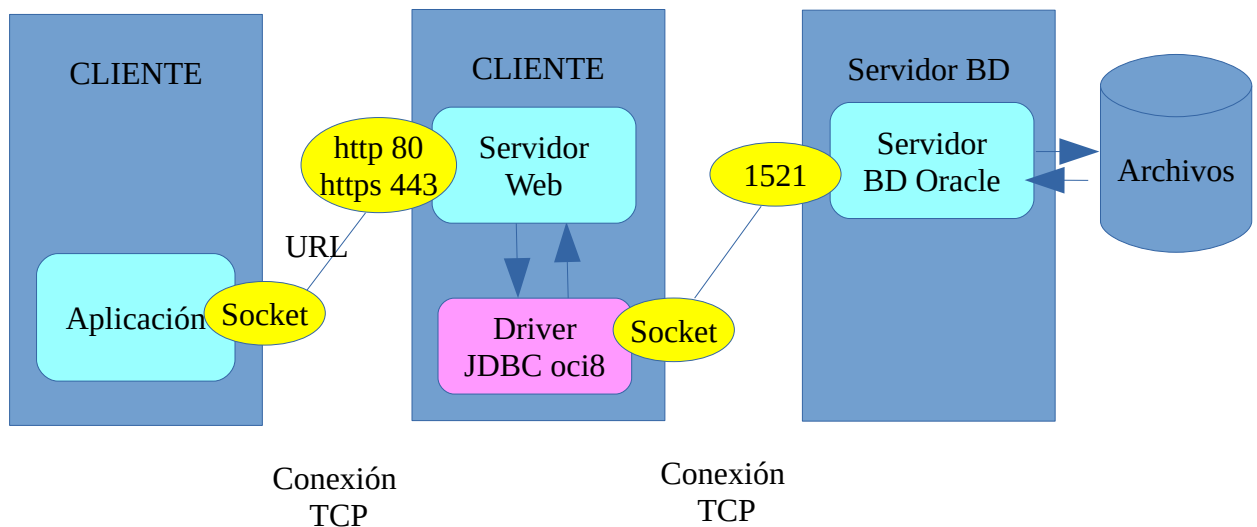 CLIENTE
Aplicación
Socket
URL
http 80
https 443
CLIENTE
Servidor
Web
Driver
JDBC oci8
Socket
1521
Servidor BD
Servidor
BD Oracle
Archivos
Conexión
TCP
Conexión
TCP